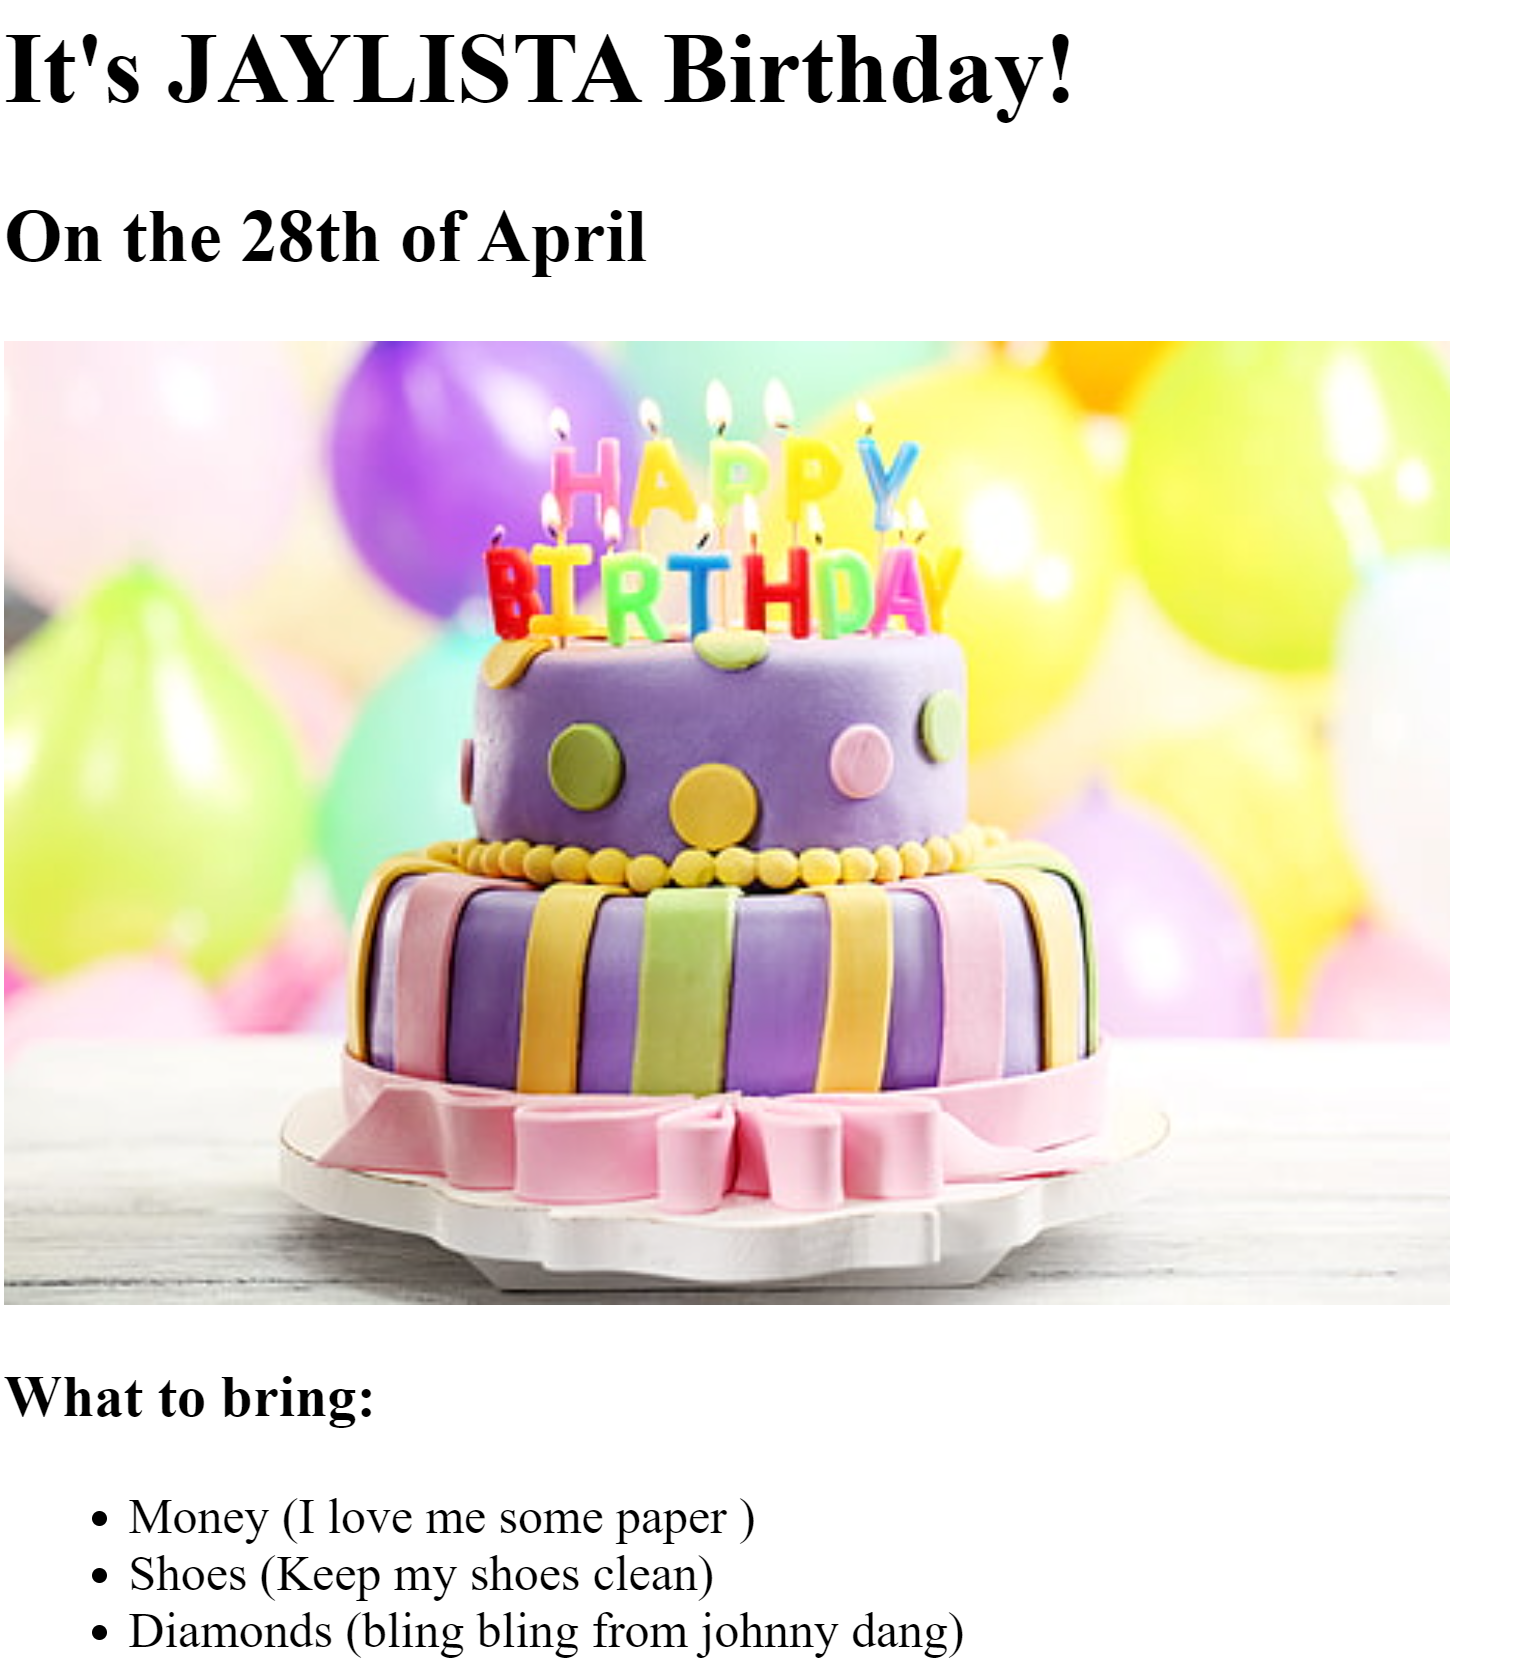 It's JAYLISTA Birthday!
On the 28th of April
HAPPY
BIRTHDAY
What to bring:
Money (I love me some paper )
Shoes (Keep my shoes clean)
Diamonds (bling bling from johnny dang)